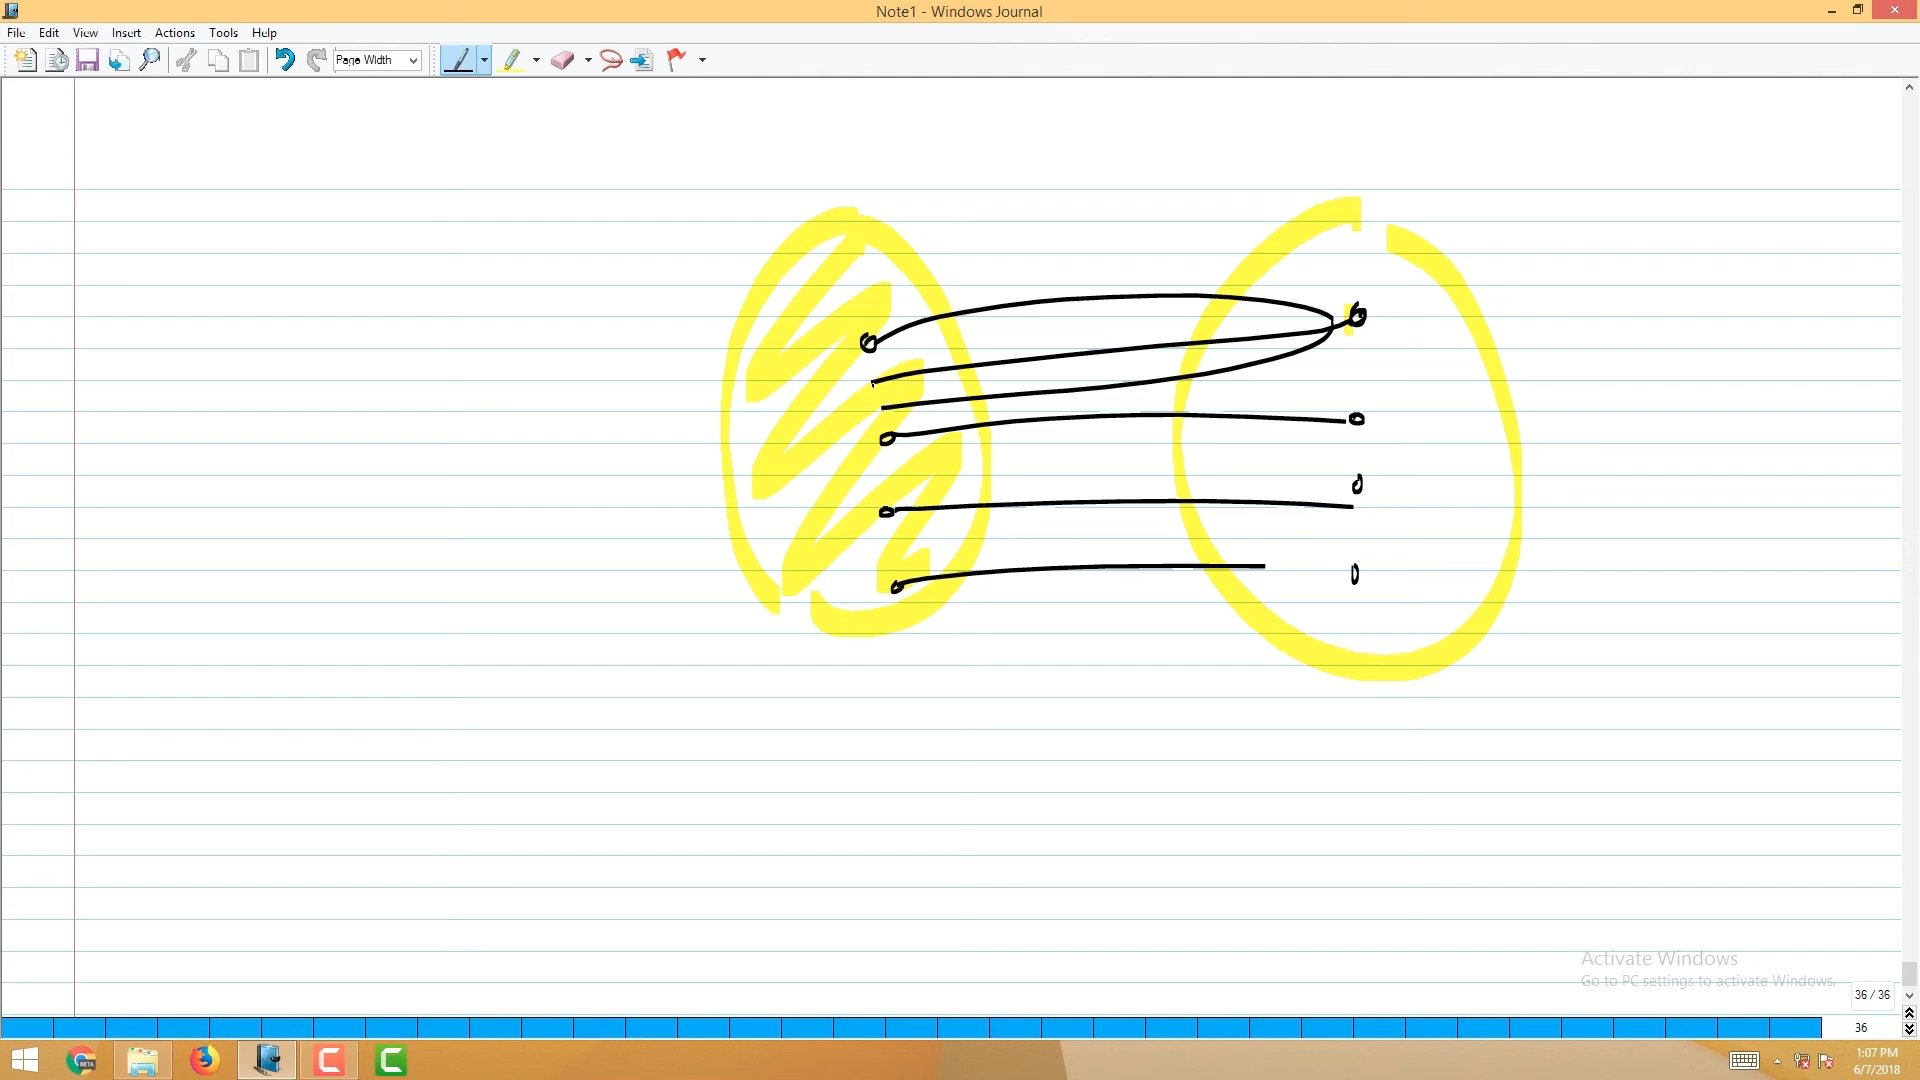 Note1 - Windows Journal
File Edit View Insert Actions Tools Help
Page Width
Activate Windows
Go to PC settings to activate Windows.
36 / 36
36
BETA
1:07 PM
6/7/2018